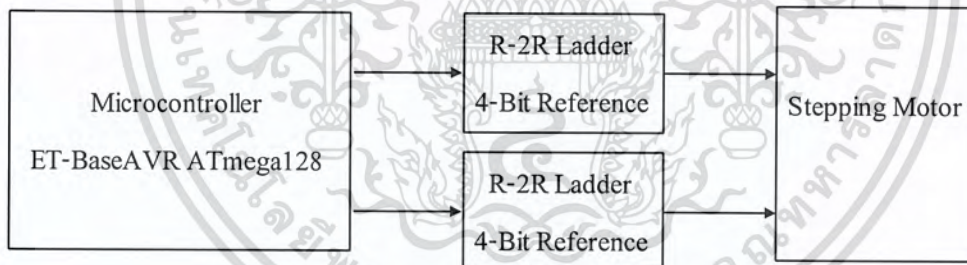 Microcontroller
ET-BaseAVR ATmega128
R-2R Ladder
4-Bit Reference
R-2R Ladder
4-Bit Reference
Stepping Motor